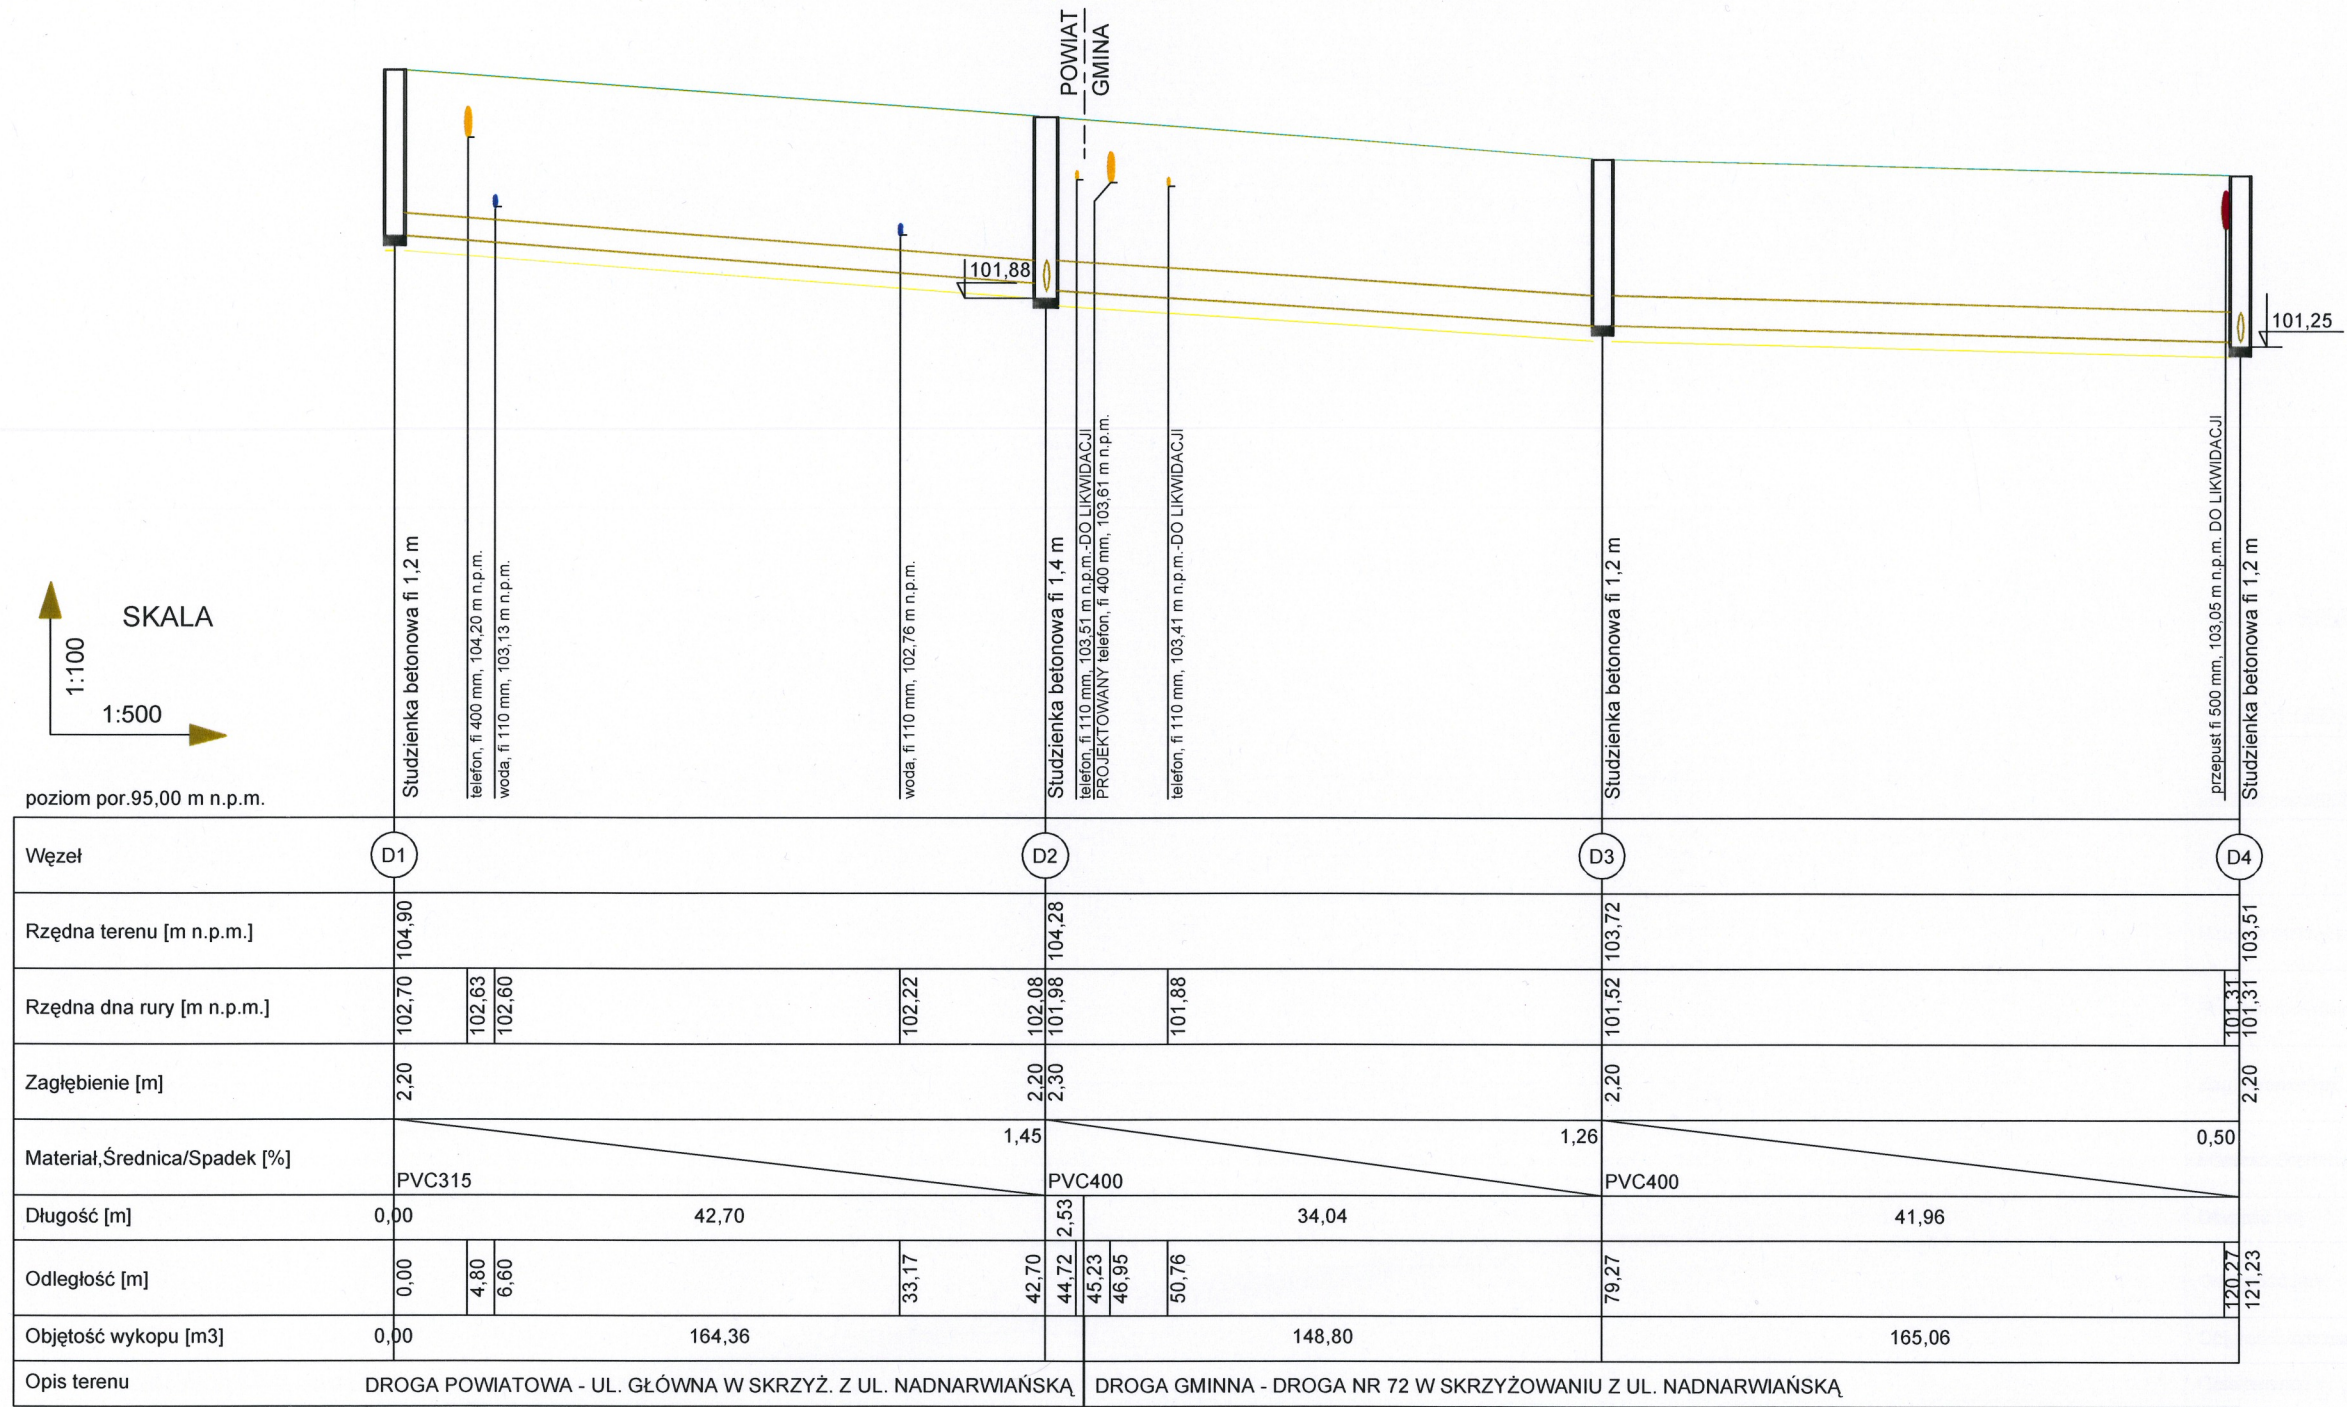 POWIAT
GMINA
101,88
101,25
SKALA
1:100
1:500
poziom por.95,00 m n.p.m.
Studzienka betonowa fi 1,2 m
telefon, fi 400 mm, 104,20 m n.p.m.
woda, fi 110 mm, 103,13 m n.p.m.
woda, fi 110 mm, 102,76 m n.p.m.
Studzienka betonowa fi 1,4 m
telefon, fi 110 mm, 103,51 m n.p.m.-DO LIKWIDACJI
PROJEKTOWANY telefon, fi 400 mm, 103,61 m n.p.m.
telefon, fi 110 mm, 103,41 m n.p.m.-DO LIKWIDACJI
Studzienka betonowa fi 1,2 m
przepust fi 500 mm, 103,05 m n.p.m. DO LIKWIDACJI
Studzienka betonowa fi 1,2 m
Węzeł D1 D2 D3 D4
Rzędna terenu [m n.p.m.] 104,90 104,28 103,72 103,51
Rzędna dna rury [m n.p.m.] 102,70 102,63 102,60 102,22 102,08 101,98 101,88 101,52 101,31 101,31
Zagłębienie [m] 2,20 2,20 2,30 2,20 2,20
Materiał,Średnica/Spadek [%] PVC315 1,45 PVC400 1,26 PVC400 0,50
Długość [m] 0,00 42,70 2,53 34,04 41,96
Odległość [m] 0,00 4,80 6,60 33,17 42,70 44,72 45,23 46,95 50,76 79,27 120,27 121,23
Objętość wykopu [m3] 0,00 164,36 148,80 165,06
Opis terenu DROGA POWIATOWA - UL. GŁÓWNA W SKRZYŻ. Z UL. NADNARWIAŃSKĄ DROGA GMINNA - DROGA NR 72 W SKRZYŻOWANIU Z UL. NADNARWIAŃSKĄ